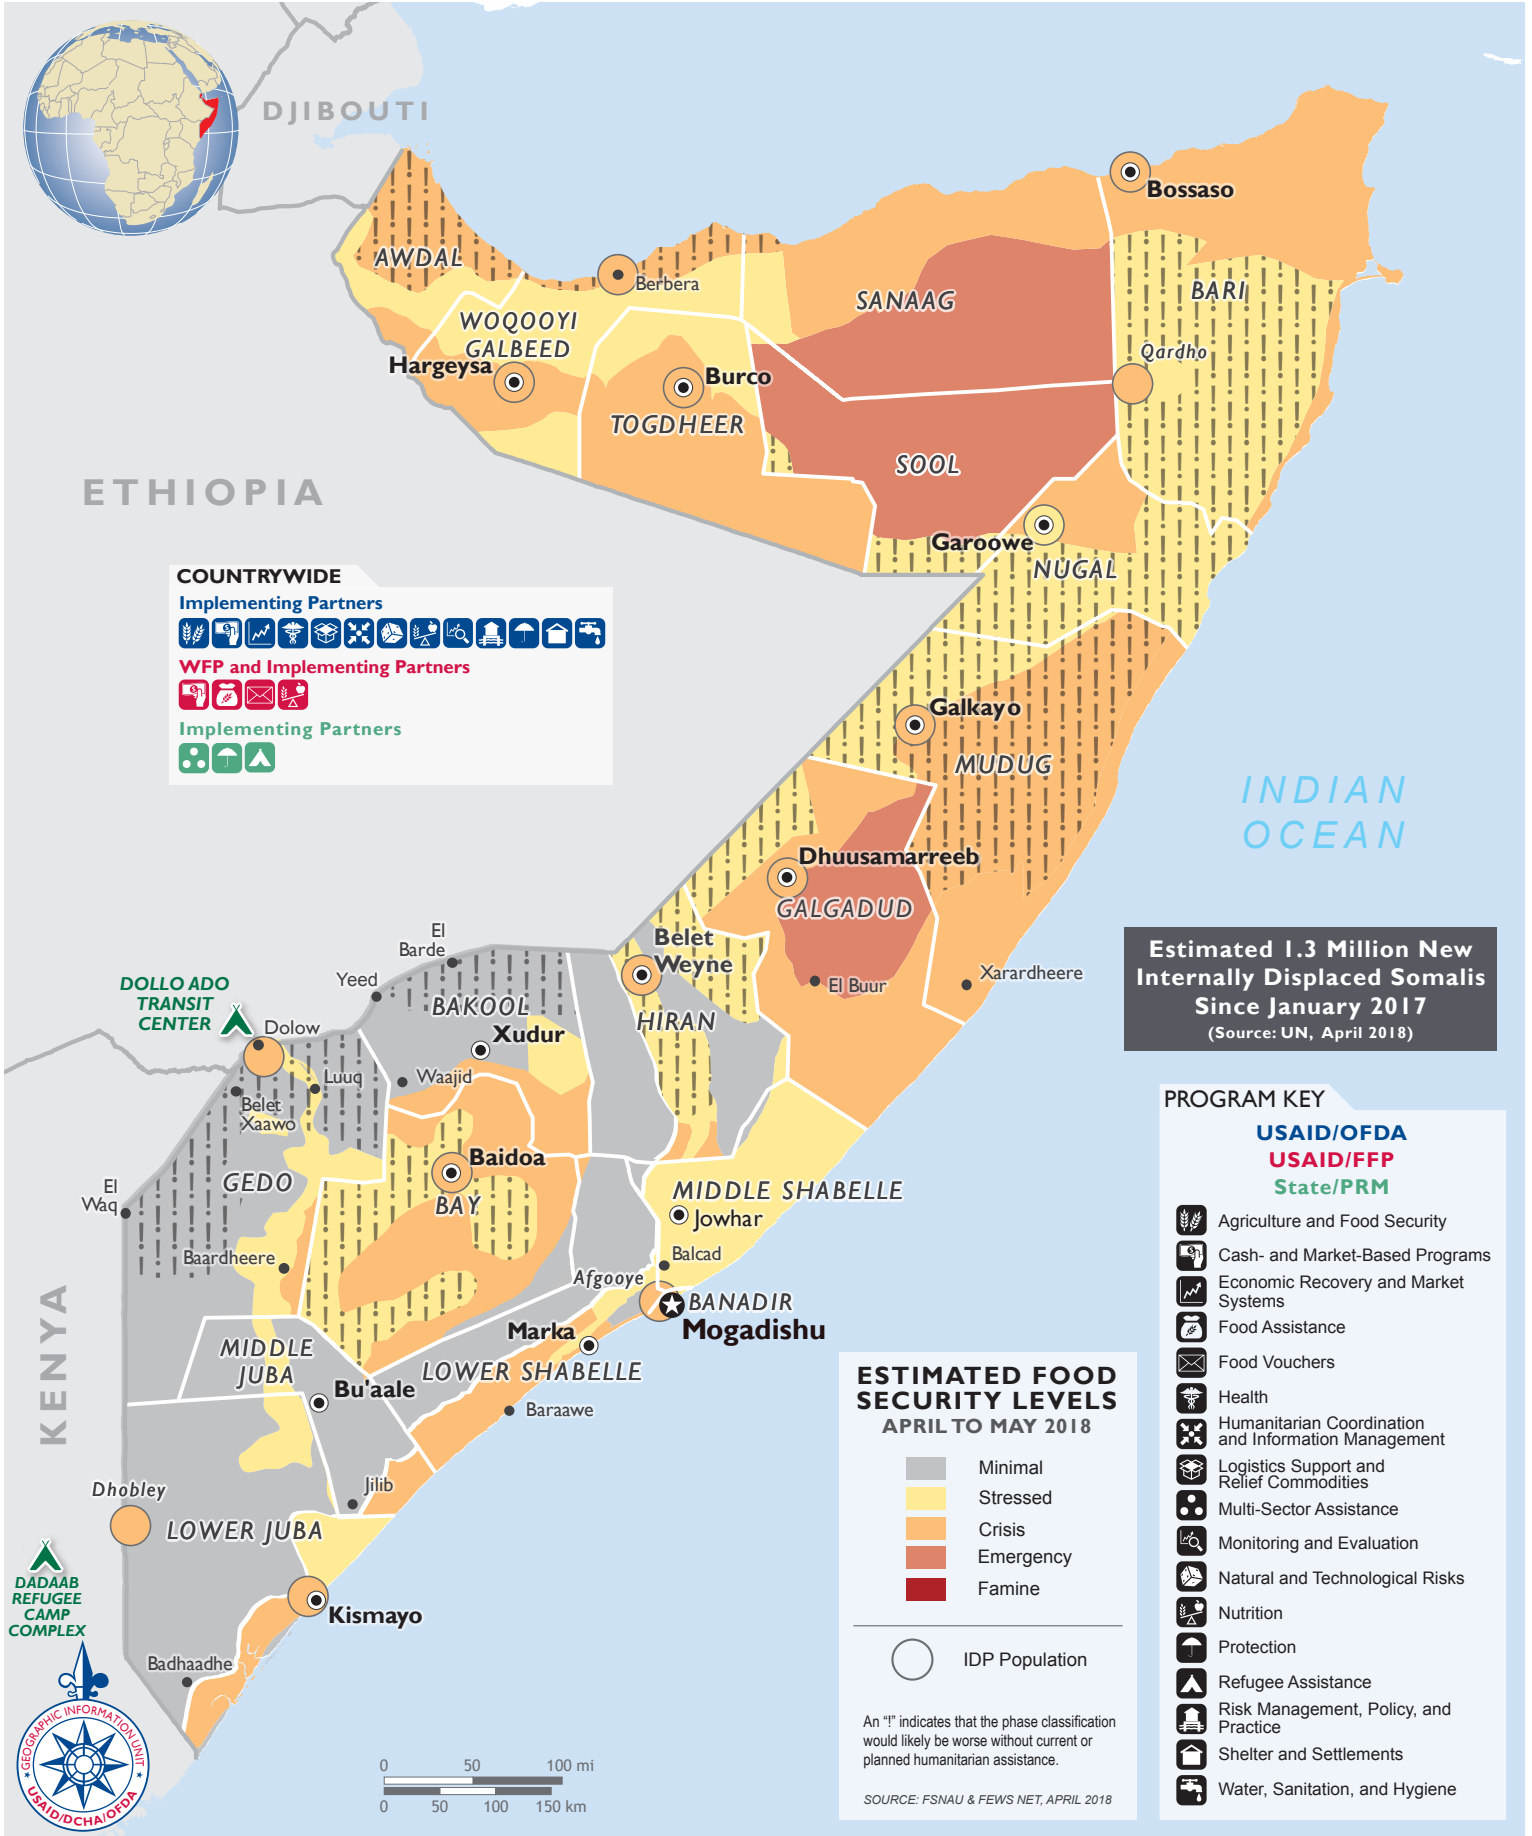 DJIBOUTI
Bossaso
AWDAL
Berbera
SANAAG
BARI
WOQOOYI
GALBEED
Hargeysa
Qardho
Burco
TOGDHEER
SOOL
ETHIOPIA
Garoowe
NUGAL
COUNTRYWIDE
Implementing Partners
WFP and Implementing Partners
Implementing Partners
Galkayo
MUDUG
INDIAN
OCEAN
Dhuusamarreeb
GALGADUD
El
Barde
Belet
Weyne
Yeed
El Buur
Xarardheere
DOLLO ADO
TRANSIT
CENTER
Dolow
BAKOOL
Xudur
HIRAN
Luuq
Waajid
Belet
Xaawo
Estimated 1.3 Million New
Internally Displaced Somalis
Since January 2017
(Source: UN, April 2018)
El
Waq
GEDO
Baidoa
BAY
MIDDLE SHABELLE
Jowhar
Baardheere
Balcad
Afgooye
BANADIR
Mogadishu
KENYA
MIDDLE
JUBA
Marka
LOWER SHABELLE
Bu'aale
Baraawe
Jilib
Dhobley
LOWER JUBA
DADAAB
REFUGEE
CAMP
COMPLEX
Kismayo
Badhaadhe
GEOGRAPHIC INFORMATION UNIT
USAID/DCHA/OFDA
0 50 100 mi
0 50 100 150 km
ESTIMATED FOOD
SECURITY LEVELS
APRIL TO MAY 2018
Minimal
Stressed
Crisis
Emergency
Famine
IDP Population
An "!" indicates that the phase classification
would likely be worse without current or
planned humanitarian assistance.
SOURCE: FSNAU & FEWS NET, APRIL 2018
PROGRAM KEY
USAID/OFDA
USAID/FFP
State/PRM
Agriculture and Food Security
Cash- and Market-Based Programs
Economic Recovery and Market
Systems
Food Assistance
Food Vouchers
Health
Humanitarian Coordination
and Information Management
Logistics Support and
Relief Commodities
Multi-Sector Assistance
Monitoring and Evaluation
Natural and Technological Risks
Nutrition
Protection
Refugee Assistance
Risk Management, Policy, and
Practice
Shelter and Settlements
Water, Sanitation, and Hygiene